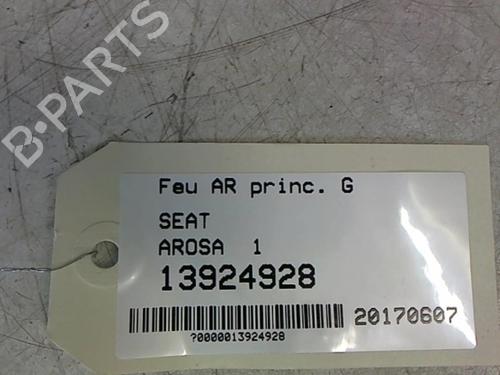 B-PARTS
Feu AR princ. G
SEAT
AROSA 1
13924928
20170607
?0000013924928